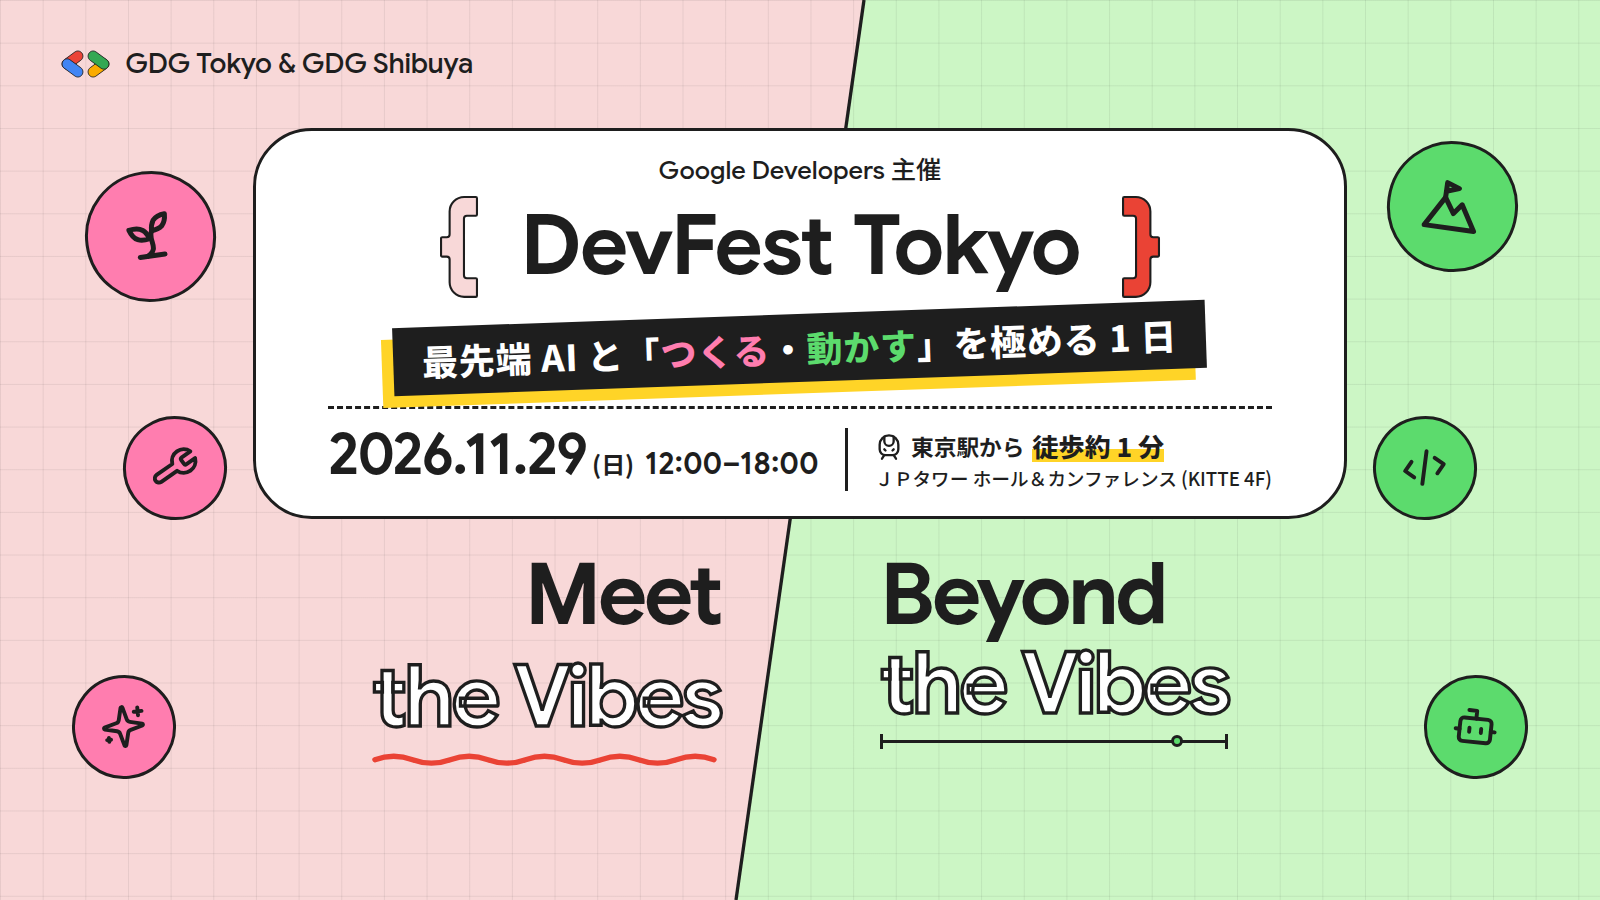 GDG Tokyo & GDG Shibuya
Google Developers 主催
{ DevFest Tokyo }
最先端 AI と「つくる・動かす」を極める 1 日
2026.11.29 (日) 12:00–18:00
東京駅から 徒歩約 1 分
ＪＰタワー ホール＆カンファレンス (KITTE 4F)
Meet
the Vibes
Beyond
the Vibes